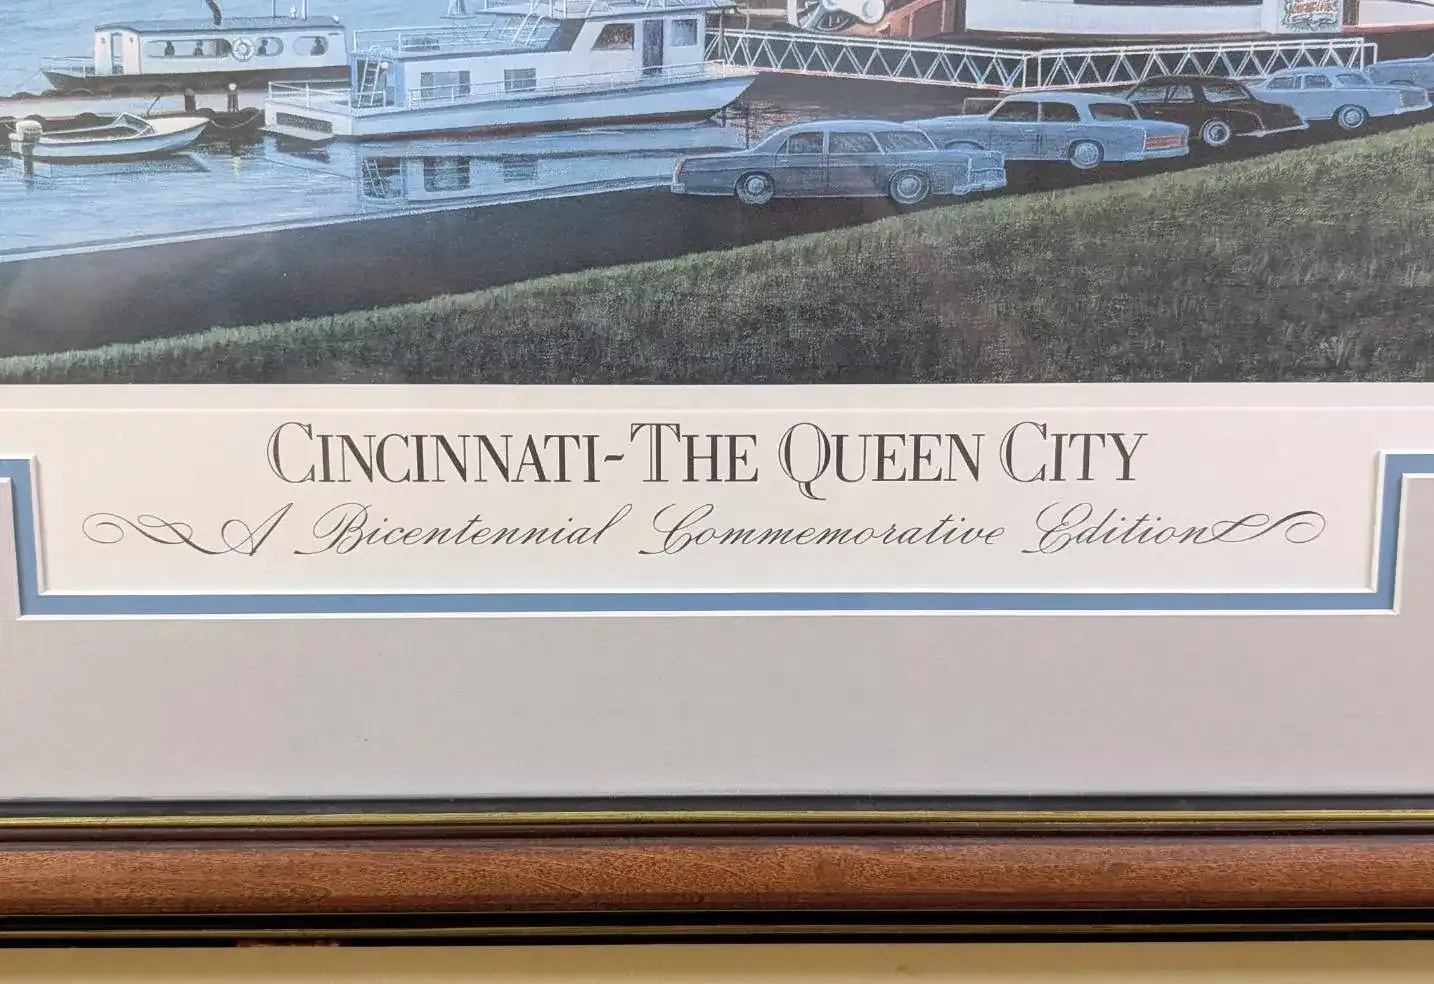 CINCINNATI-THE QUEEN CITY
A Bicentennial Commemorative Edition